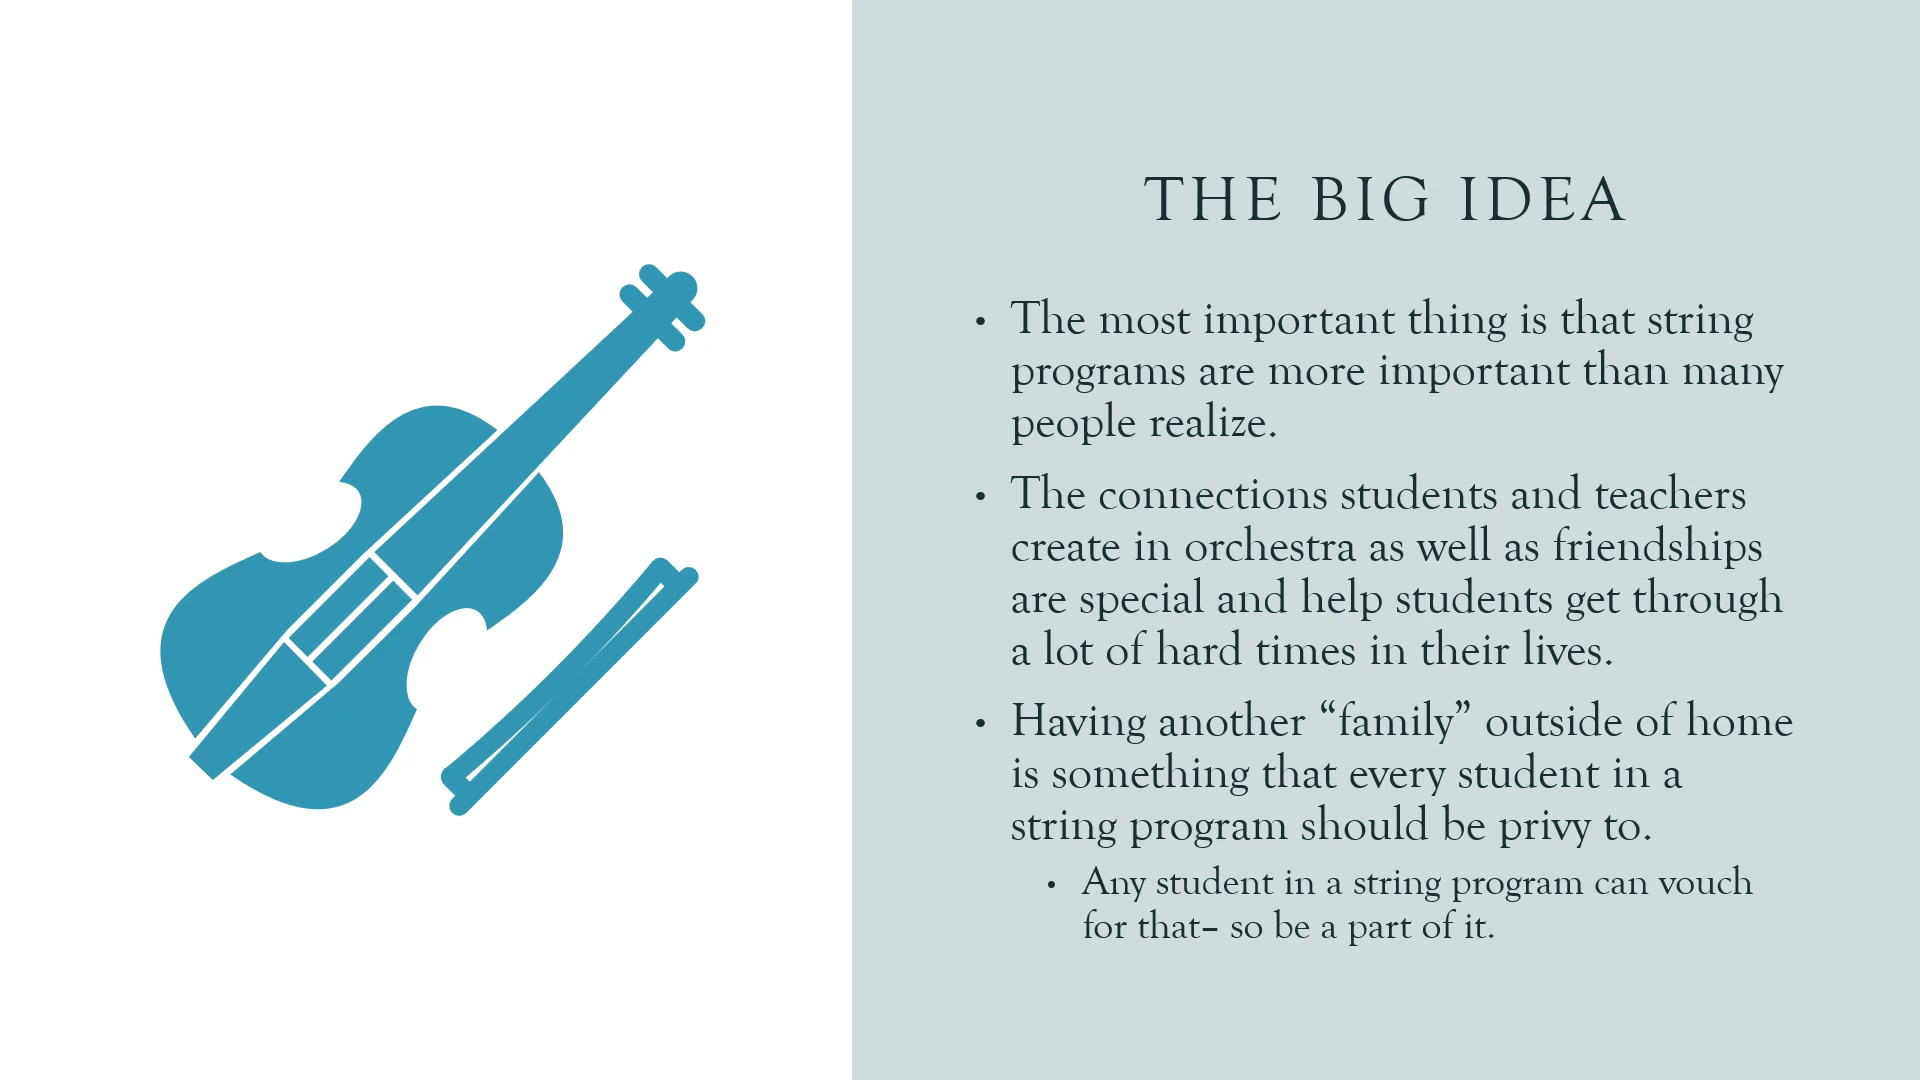 THE BIG IDEA
• The most important thing is that string
programs are more important than many
people realize.
• The connections students and teachers
create in orchestra as well as friendships
are special and help students get through
a lot of hard times in their lives.
• Having another “family” outside of home
is something that every student in a
string program should be privy to.
• Any student in a string program can vouch
for that– so be a part of it.